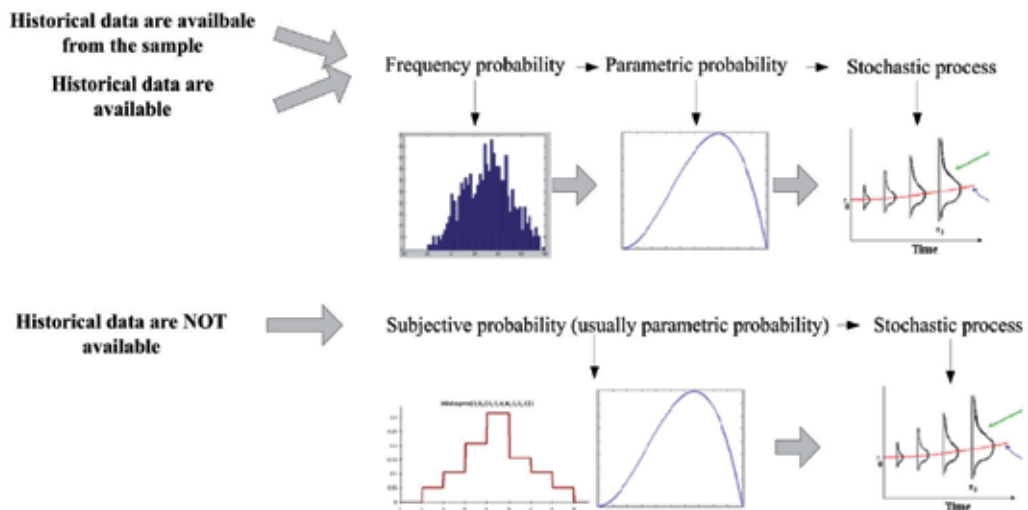 Historical data are availbale
from the sample
Historical data are
available
Frequency probability
Parametric probability
Stochastic process
Time
Historical data are NOT
available
Subjective probability (usually parametric probability)
Stochastic process
Time